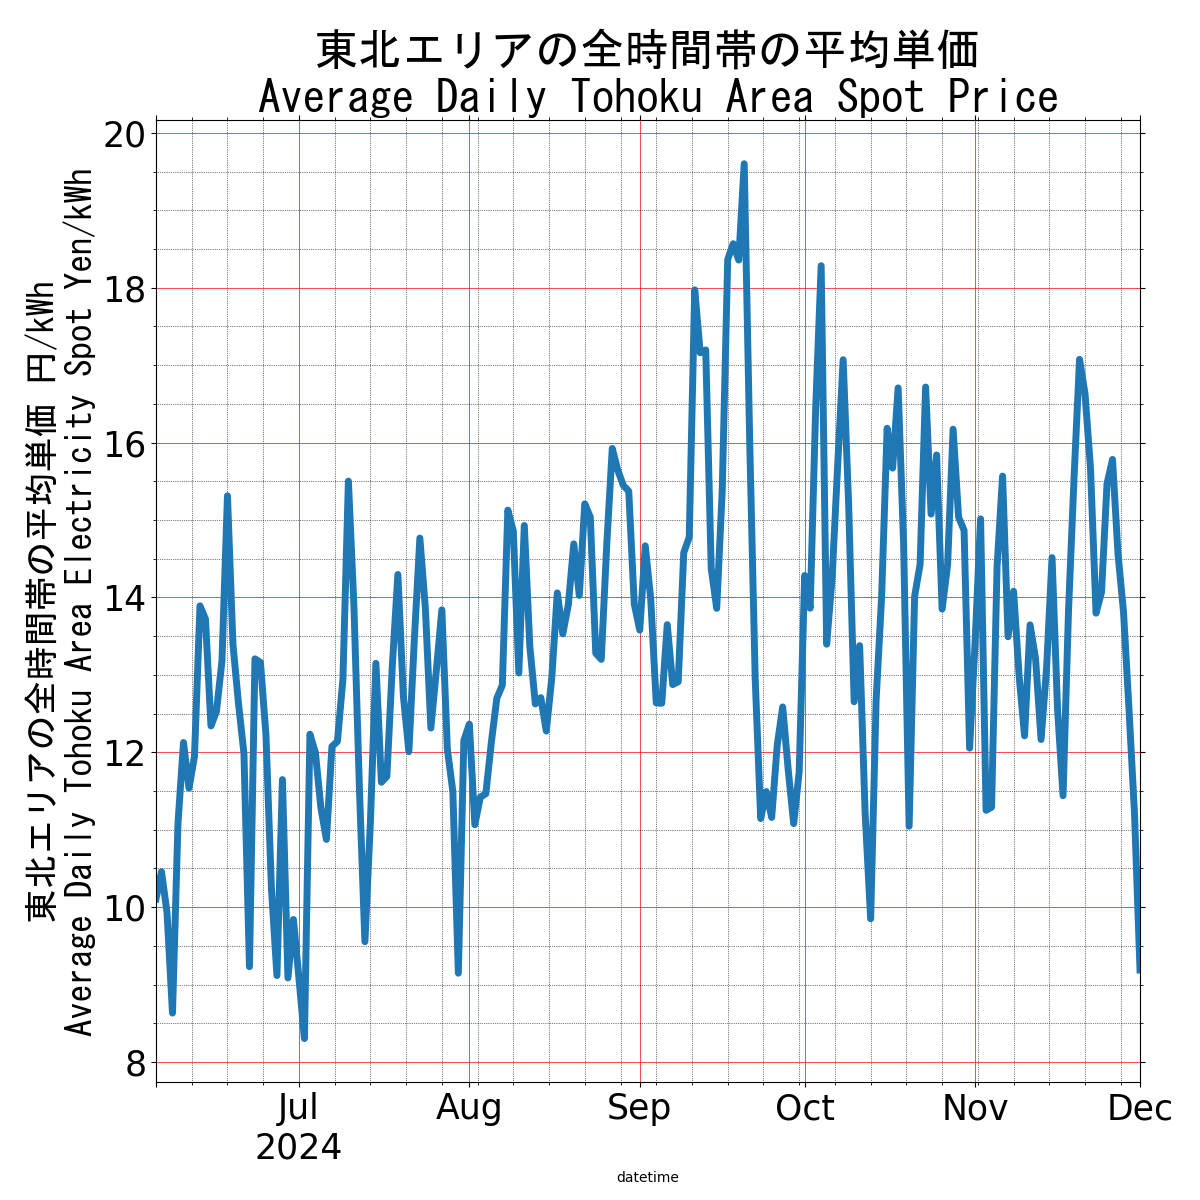 東北エリアの全時間帯の平均単価
Average Daily Tohoku Area Spot Price
東北エリアの全時間帯の平均単価 円/kWh
Average Daily Tohoku Area Electricity Spot Yen/kWh
20
18
16
14
12
10
8
Jul
2024
Aug
Sep
Oct
Nov
Dec
datetime